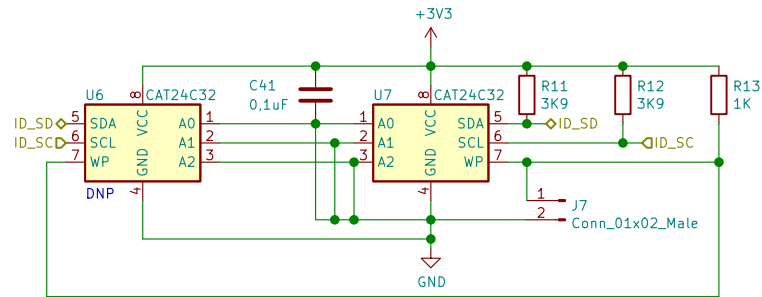 +3V3
C41
0,1uF
U6
8
CAT24C32
U7
8
CAT24C32
R11
3K9
R12
3K9
R13
1K
ID_SD
5
SDA
VCC
A0
1
1
A0
VCC
SDA
5
ID_SD
ID_SC
6
SCL
A1
2
2
A1
SCL
6
ID_SC
7
WP
GND
A2
3
3
A2
GND
WP
7
DNP
4
4
1
J7
2
Conn_01x02_Male
GND